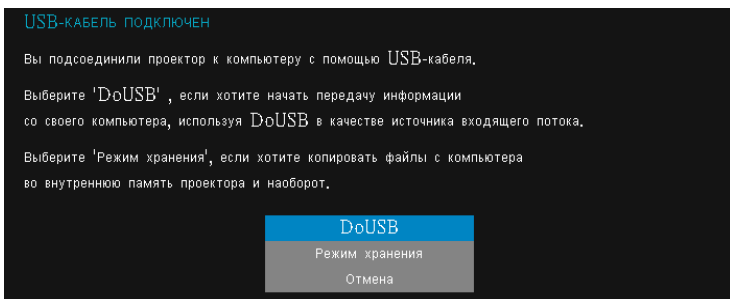 USB-КАБЕЛЬ ПОДКЛЮЧЕН
Вы подсоединили проектор к компьютеру с помощью USB-кабеля.
Выберите 'DoUSB' , если хотите начать передачу информации
со своего компьютера, используя DoUSB в качестве источника входящего потока.
Выберите 'Режим хранения', если хотите копировать файлы с компьютера
во внутреннюю память проектора и наоборот.
DoUSB
Режим хранения
Отмена